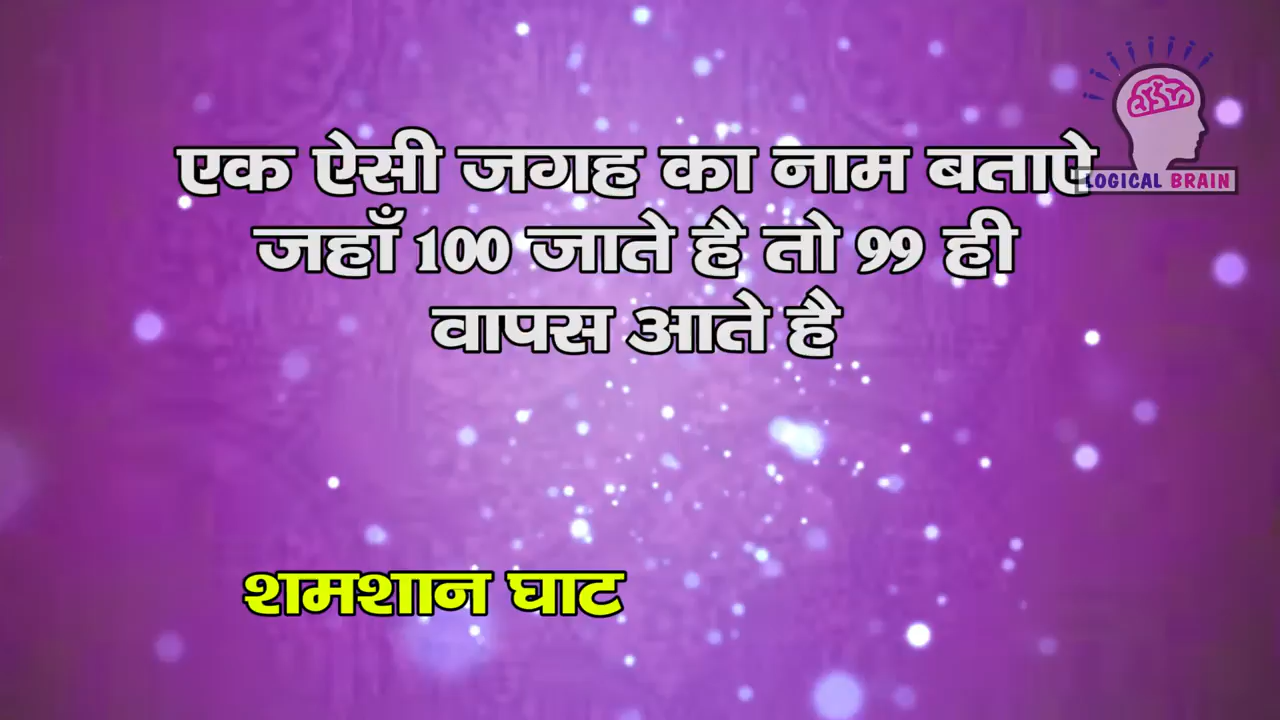 एक ऐसी जगह का नाम बताऐ
LOGICAL BRAIN
जहाँ 100 जाते है तो 99 ही
वापस आते है
शमशान घाट